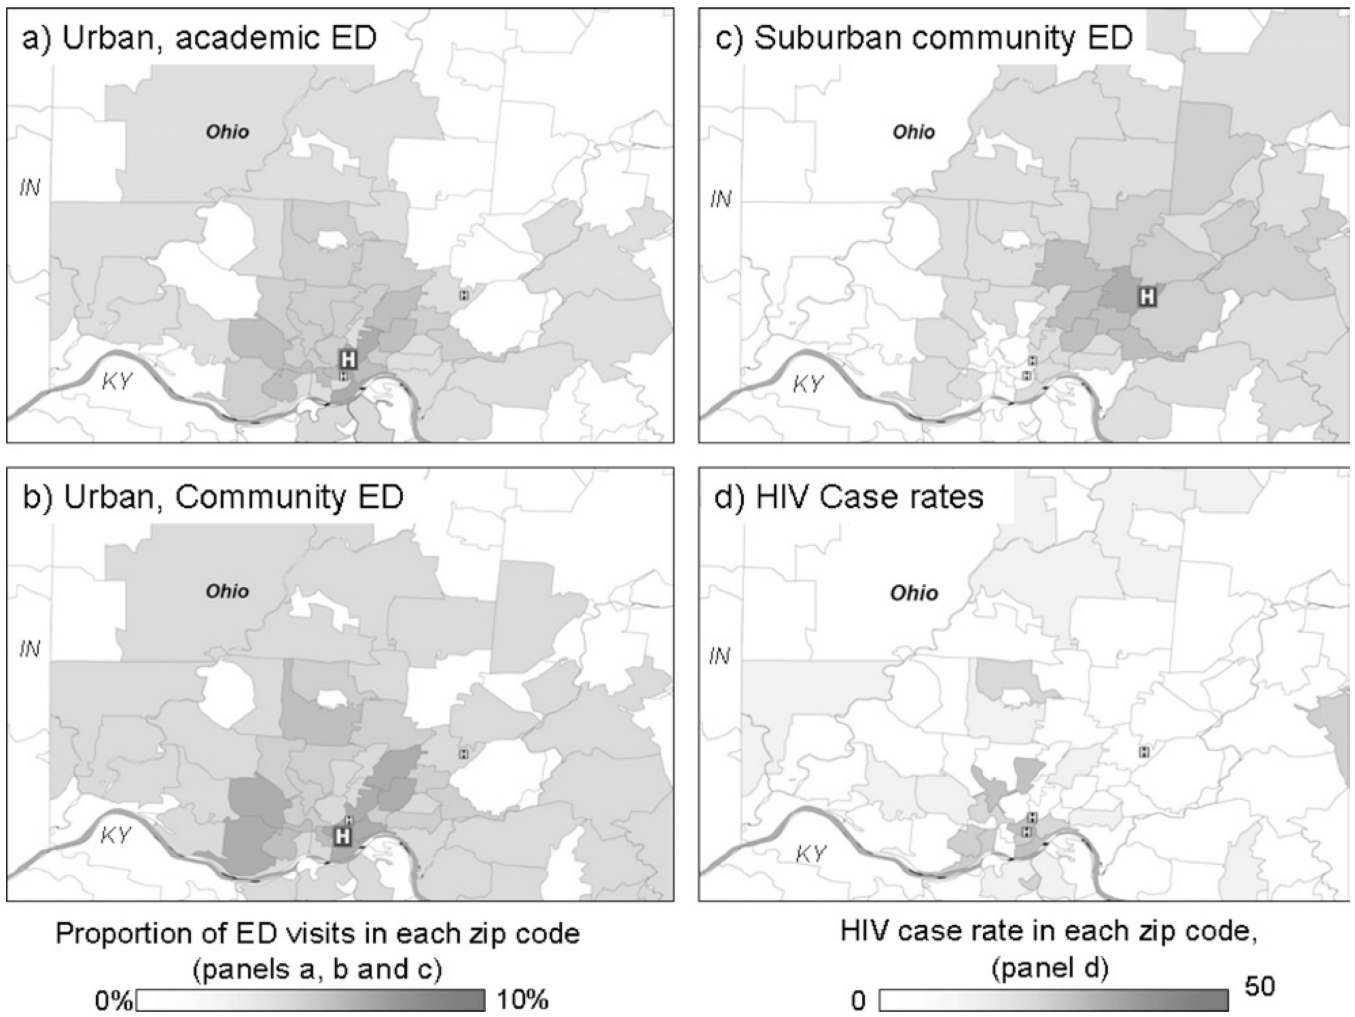 a) Urban, academic ED
Ohio
IN
H
H
H
KY
c) Suburban community ED
Ohio
IN
H
H
H
KY
b) Urban, Community ED
Ohio
IN
H
H
H
KY
d) HIV Case rates
Ohio
IN
H
H
H
KY
Proportion of ED visits in each zip code
(panels a, b and c)
0% 10%
HIV case rate in each zip code,
(panel d)
0 50